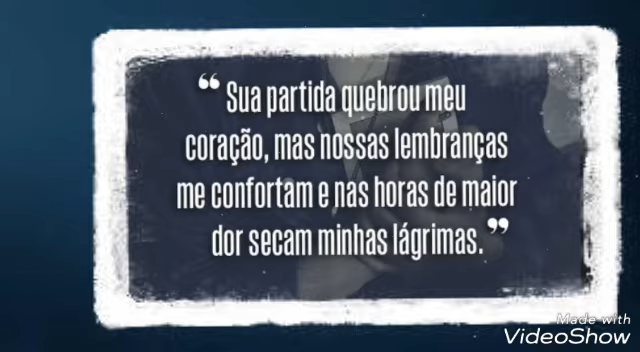 “ Sua partida quebrou meu
coração, mas nossas lembranças
me confortam e nas horas de maior
dor secam minhas lágrimas. ”
Made with
VideoShow